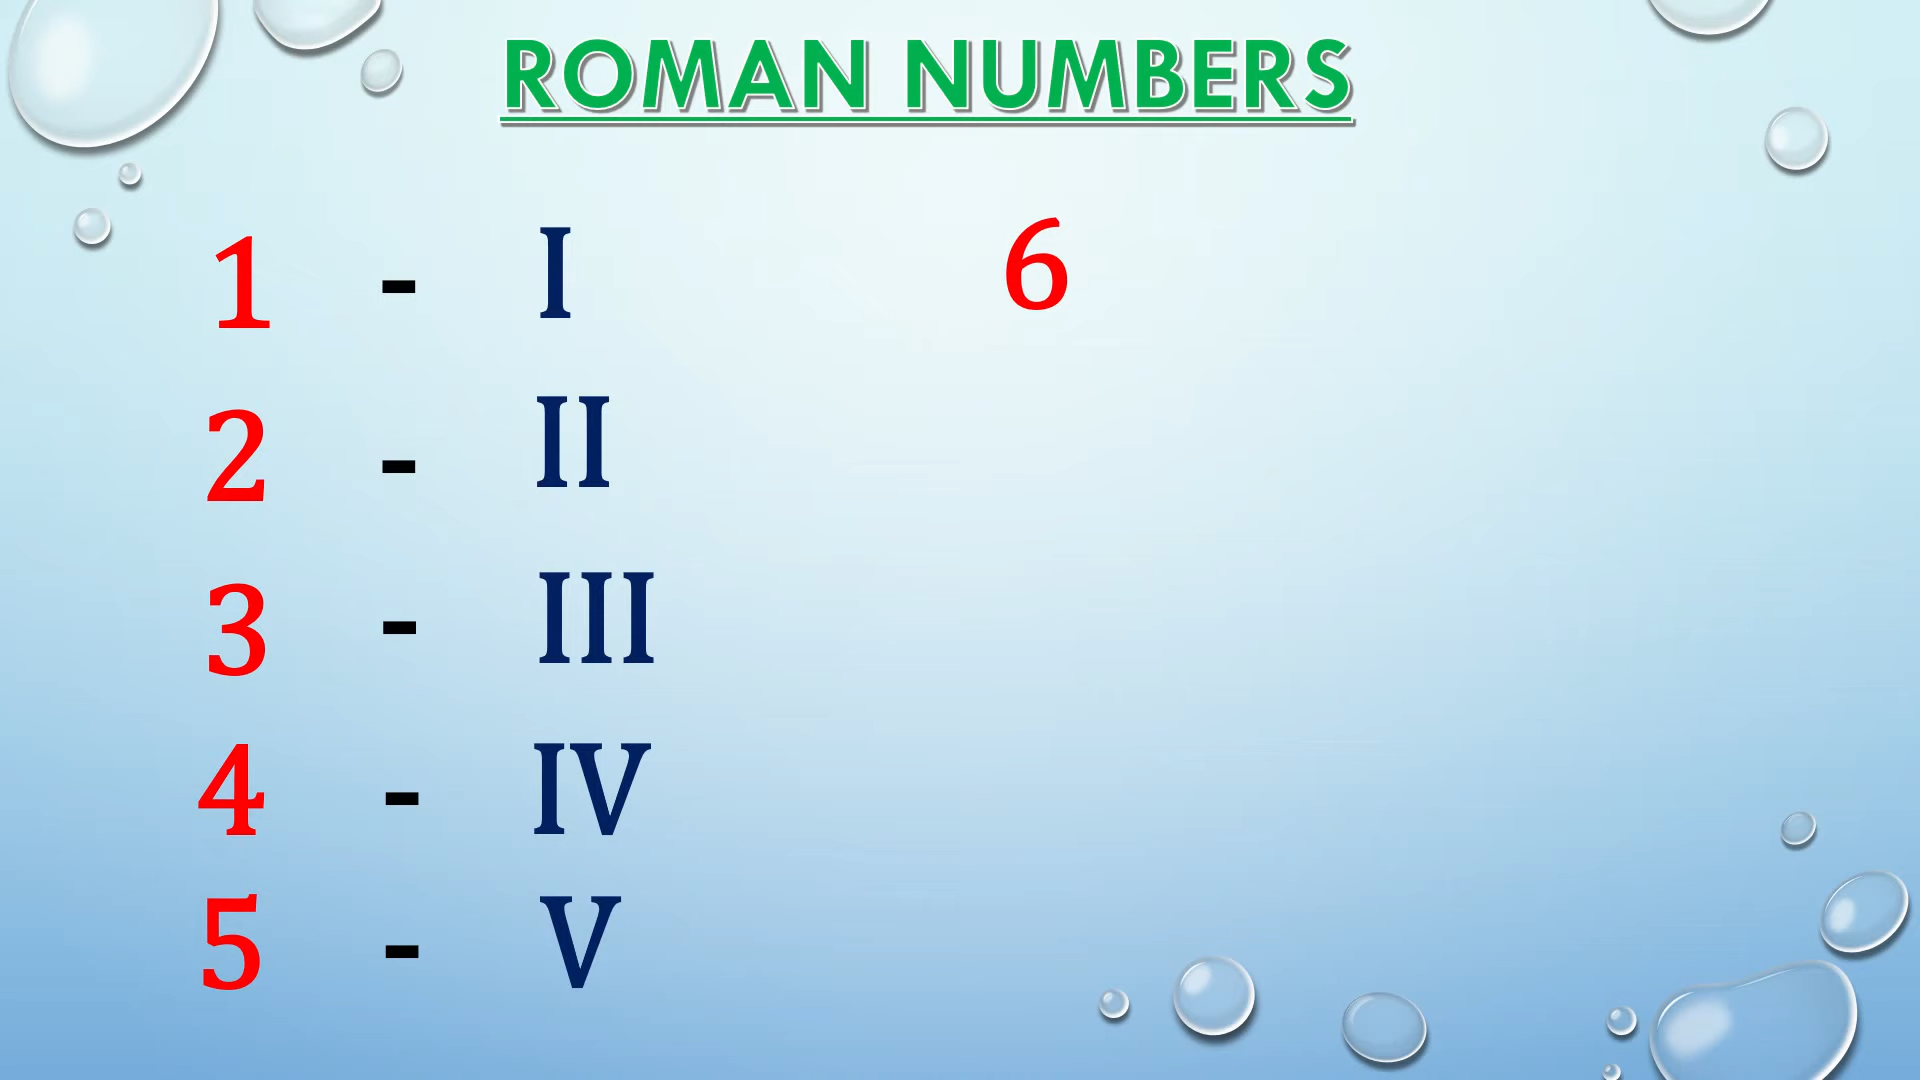 ROMAN NUMBERS
1 - I
2 - II
3 - III
4 - IV
5 - V
6